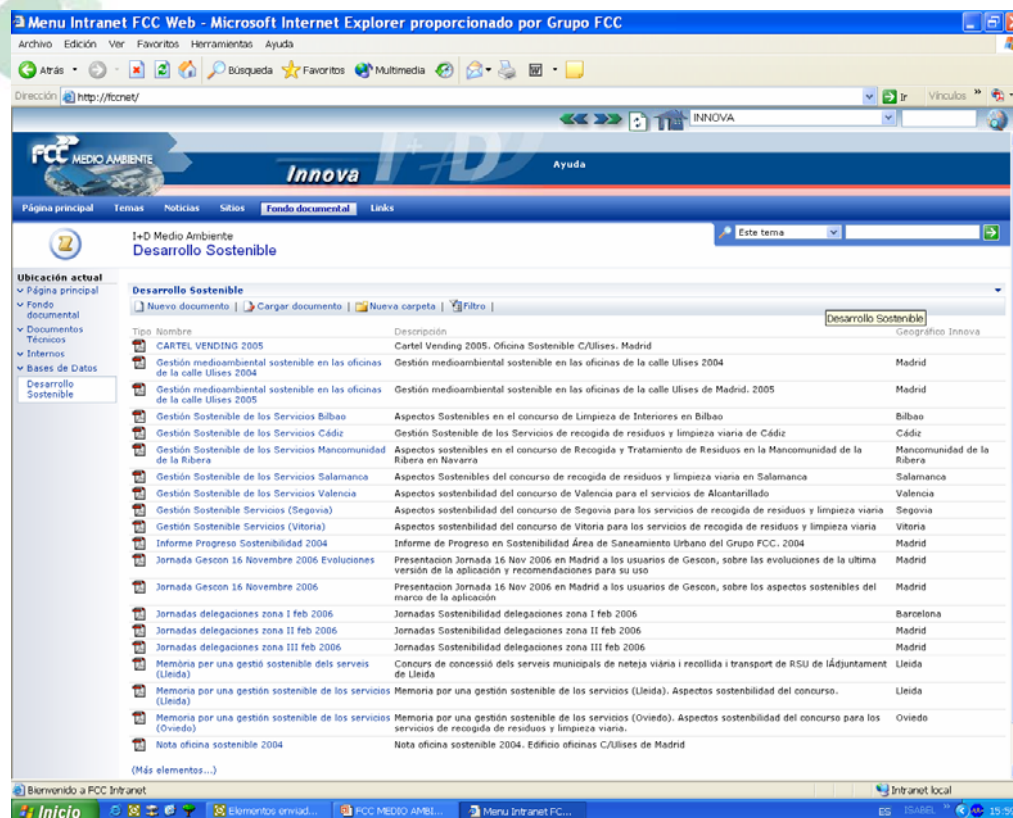 Menu Intranet FCC Web - Microsoft Internet Explorer proporcionado por Grupo FCC
Archivo Edición Ver Favoritos Herramientas Ayuda
Atrás Búsqueda Favoritos Multimedia
Dirección http://fccnet/ Ir Vínculos
INNOVA
FCC MEDIO AMBIENTE
Innova I+D Ayuda
Página principal Temas Noticias Sitios Fondo documental Links
I+D Medio Ambiente Este tema
Desarrollo Sostenible
Ubicación actual
Página principal
Fondo documental
Documentos Técnicos
Internos
Bases de Datos
Desarrollo Sostenible
Desarrollo Sostenible
Nuevo documento | Cargar documento | Nueva carpeta | Filtro |
Desarrollo Sostenible
Tipo Nombre Descripción Geográfico Innova
CARTEL VENDING 2005 Cartel Vending 2005. Oficina Sostenible C/Ulises. Madrid
Gestión medioambiental sostenible en las oficinas de la calle Ulises 2004 Gestión medioambiental sostenible en las oficinas de la calle Ulises 2004 Madrid
Gestión medioambiental sostenible en las oficinas de la calle Ulises 2005 Gestión medioambiental sostenible en las oficinas de la calle Ulises de Madrid. 2005 Madrid
Gestión Sostenible de los Servicios Bilbao Aspectos Sostenibles en el concurso de Limpieza de Interiores en Bilbao Bilbao
Gestión Sostenible de los Servicios Cádiz Gestión Sostenible de los Servicios de recogida de residuos y limpieza viaria de Cádiz Cádiz
Gestión Sostenible de los Servicios Mancomunidad de la Ribera Aspectos sostenibles en el concurso de Recogida y Tratamiento de Residuos en la Mancomunidad de la Ribera en Navarra Mancomunidad de la Ribera
Gestión Sostenible de los Servicios Salamanca Aspectos Sostenibles del concurso de recogida de residuos y limpieza viaria en Salamanca Salamanca
Gestión Sostenible de los Servicios Valencia Aspectos sostenbilidad del concurso de Valencia para el servicios de Alcantarillado Valencia
Gestión Sostenible Servicios (Segovia) Aspectos sostenbilidad del concurso de Segovia para los servicios de recogida de residuos y limpieza viaria Segovia
Gestión Sostenible Servicios (Vitoria) Aspectos sostenbilidad del concurso de Vitoria para los servicios de recogida de residuos y limpieza viaria Vitoria
Informe Progreso Sostenibilidad 2004 Informe de Progreso en Sostenibilidad Área de Saneamiento Urbano del Grupo FCC. 2004 Madrid
Jornada Gescon 16 Novembre 2006 Evoluciones Presentacion Jornada 16 Nov 2006 en Madrid a los usuarios de Gescon, sobre las evoluciones de la ultima versión de la aplicación y recomendaciones para su uso Madrid
Jornada Gescon 16 Novembre 2006 Presentacion Jornada 16 Nov 2006 en Madrid a los usuarios de Gescon, sobre los aspectos sostenibles del marco de la aplicación Madrid
Jornadas delegaciones zona I feb 2006 Jornadas Sostenibilidad delegaciones zona I feb 2006 Barcelona
Jornadas delegaciones zona II feb 2006 Jornadas Sostenibilidad delegaciones zona II feb 2006 Madrid
Jornadas delegaciones zona III feb 2006 Jornadas Sostenibilidad delegaciones zona III feb 2006 Madrid
Memòria per una gestió sostenible dels serveis (Lleida) Concurs de concessió dels serveis municipals de neteja viària i recollida i transport de RSU de lÁdjuntament de Lleida Lleida
Memoria por una gestión sostenible de los servicios (Lleida) Memoria por una gestión sostenible de los servicios (Lleida). Aspectos sostenbilidad del concurso. Lleida
Memoria por una gestión sostenible de los servicios (Oviedo) Memoria por una gestión sostenible de los servicios (Oviedo). Aspectos sostenbilidad del concurso para los servicios de recogida de residuos y limpieza viaria. Oviedo
Nota oficina sostenible 2004 Nota oficina sostenible 2004. Edificio oficinas C/Ulises de Madrid
(Más elementos...)
Bienvenido a FCC Intranet Intranet local
Inicio Elementos enviad... FCC MEDIO AMBI... Menu Intranet FC... ES ISABEL 15:59